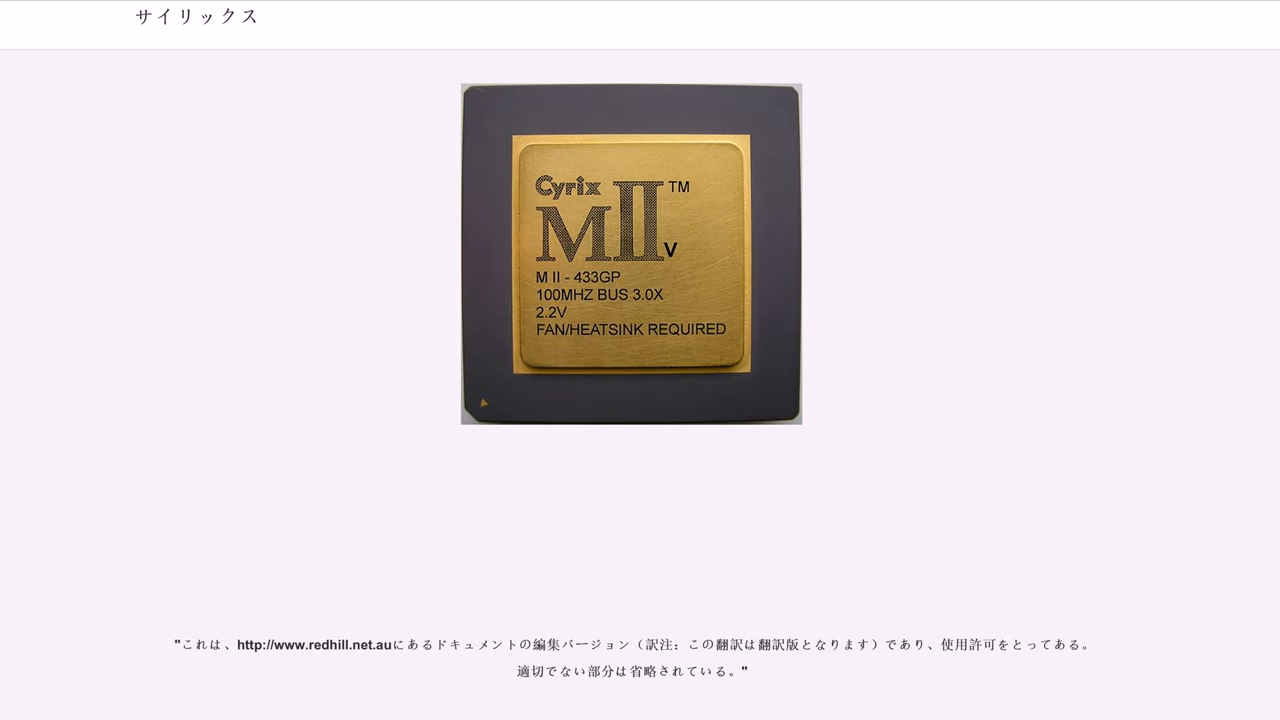 サイリックス
Cyrix
MII™
v
M II - 433GP
100MHZ BUS 3.0X
2.2V
FAN/HEATSINK REQUIRED
"これは、http://www.redhill.net.auにあるドキュメントの編集バージョン（訳注：この翻訳は翻訳版となります）であり、使用許可をとってある。
適切でない部分は省略されている。"